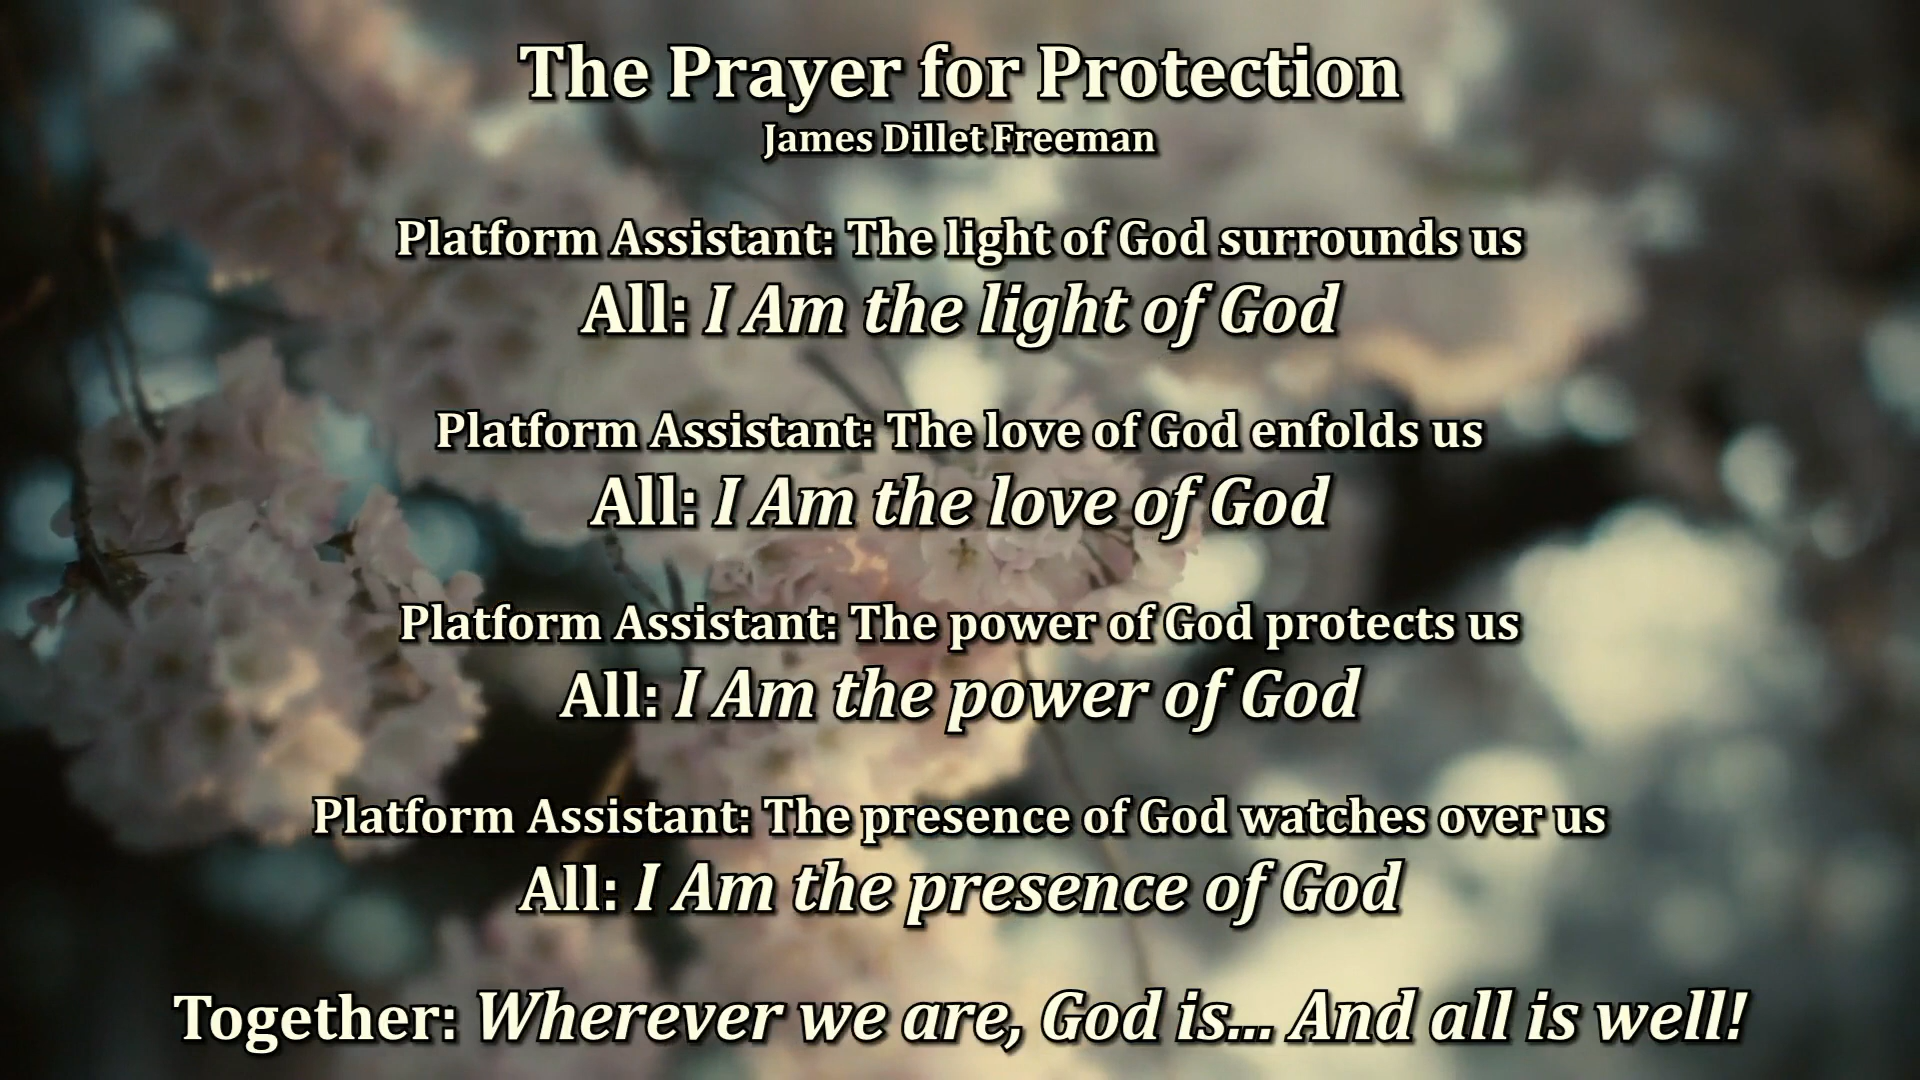 The Prayer for Protection
James Dillet Freeman
Platform Assistant: The light of God surrounds us
All: I Am the light of God
Platform Assistant: The love of God enfolds us
All: I Am the love of God
Platform Assistant: The power of God protects us
All: I Am the power of God
Platform Assistant: The presence of God watches over us
All: I Am the presence of God
Together: Wherever we are, God is... And all is well!